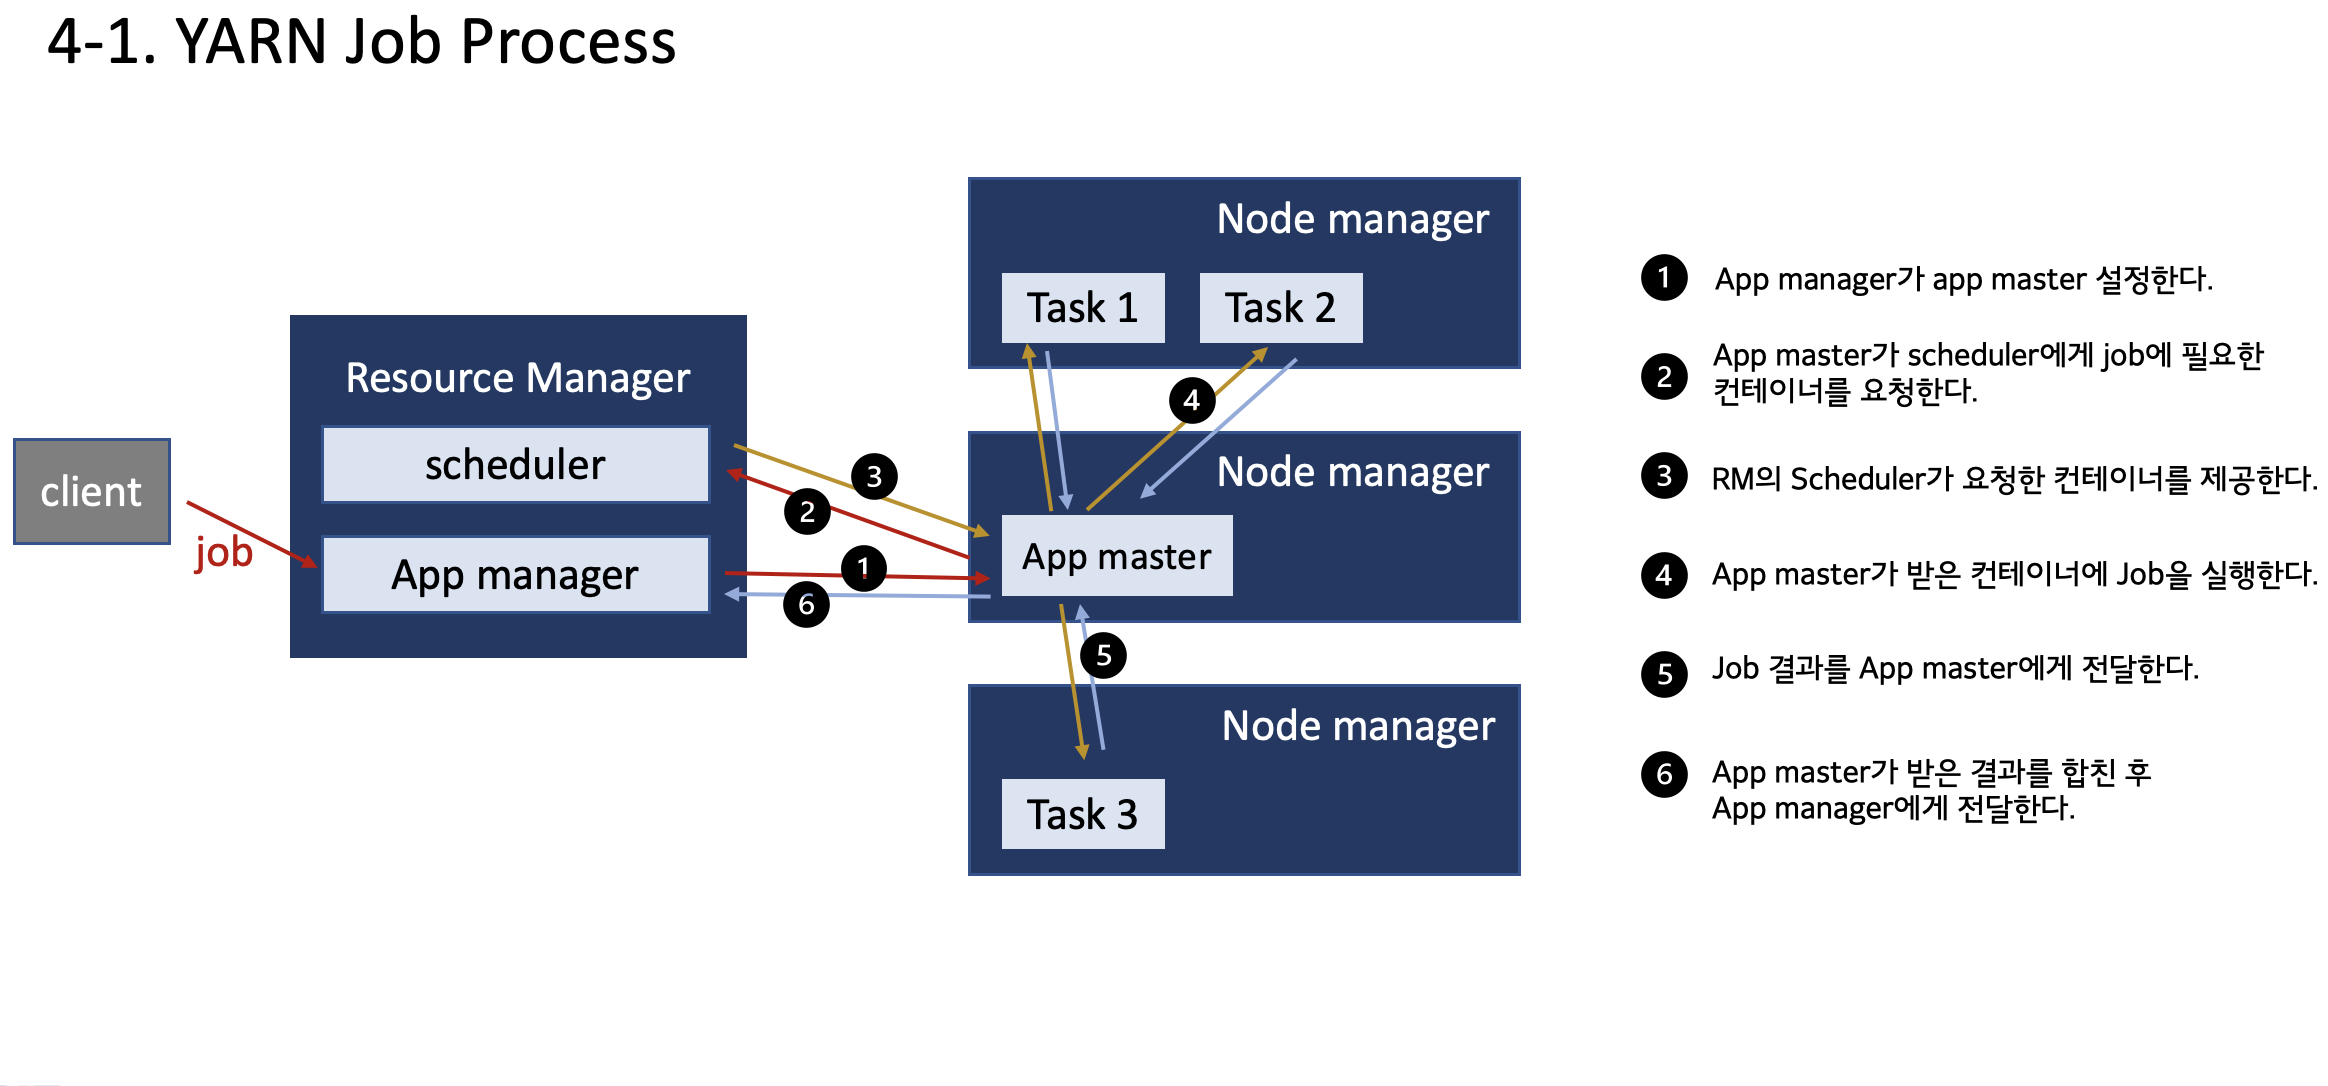 4-1. YARN Job Process
client
job
Resource Manager
scheduler
App manager
3
2
1
6
Node manager
Task 1
Task 2
4
Node manager
App master
5
Node manager
Task 3
1 App manager가 app master 설정한다.
2 App master가 scheduler에게 job에 필요한
컨테이너를 요청한다.
3 RM의 Scheduler가 요청한 컨테이너를 제공한다.
4 App master가 받은 컨테이너에 Job을 실행한다.
5 Job 결과를 App master에게 전달한다.
6 App master가 받은 결과를 합친 후
App manager에게 전달한다.